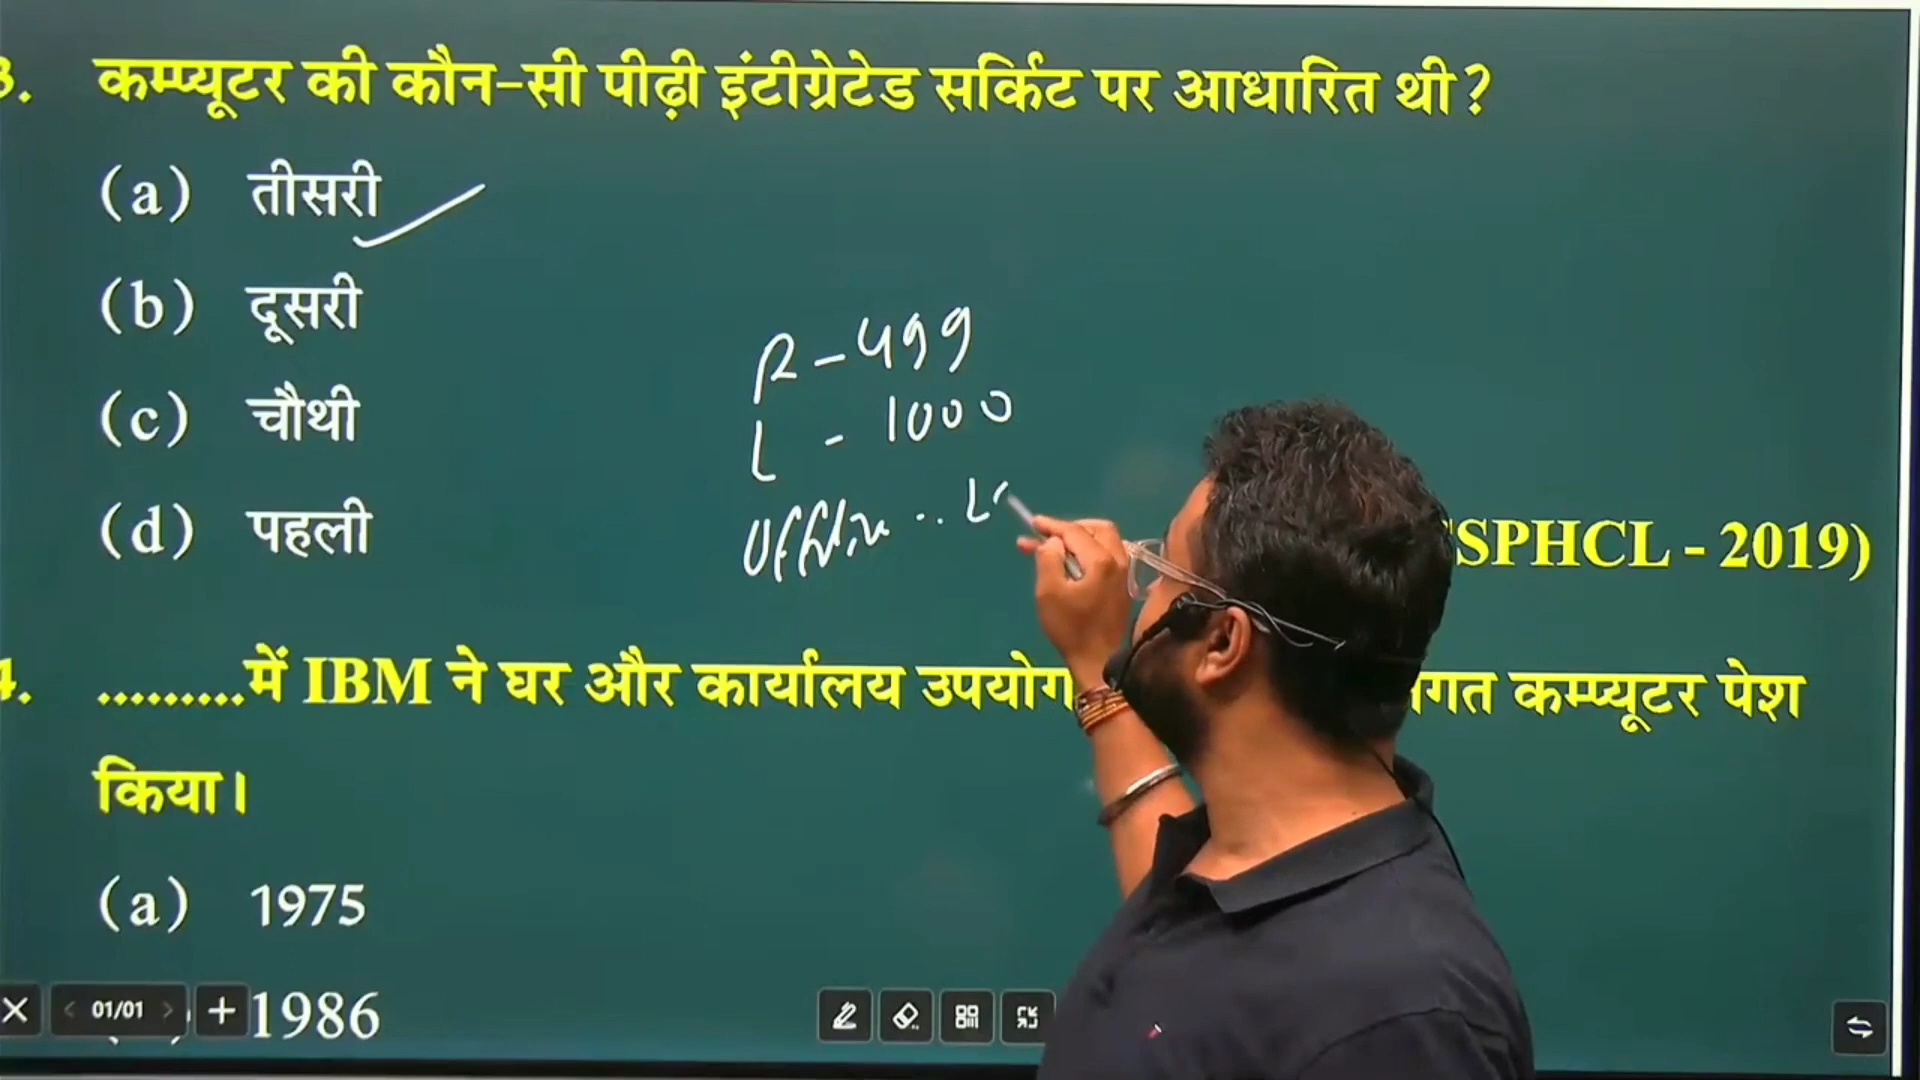 3. कम्प्यूटर की कौन-सी पीढ़ी इंटीग्रेटेड सर्किट पर आधारित थी?
(a) तीसरी
(b) दूसरी
(c) चौथी
(d) पहली
R - 499
L - 1000
SPHCL - 2019)
4. .........में IBM ने घर और कार्यालय उपयोग गत कम्प्यूटर पेश
किया।
(a) 1975
1986
01/01